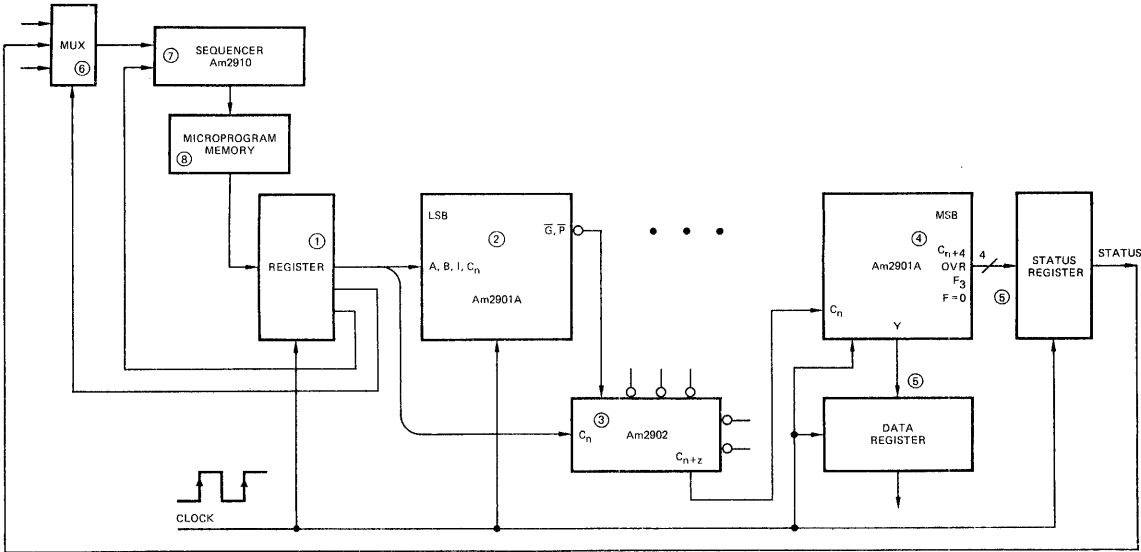 MUX
⑥
⑦
SEQUENCER
Am2910
MICROPROGRAM
MEMORY
⑧
①
REGISTER
LSB
②
G̅, P̅
A, B, I, Cn
Am2901A
MSB
④
Am2901A
Cn+4
OVR
F3
F = 0
Cn
Y
4
⑤
STATUS
REGISTER
STATUS
③
Cn
Am2902
Cn+z
⑤
DATA
REGISTER
CLOCK